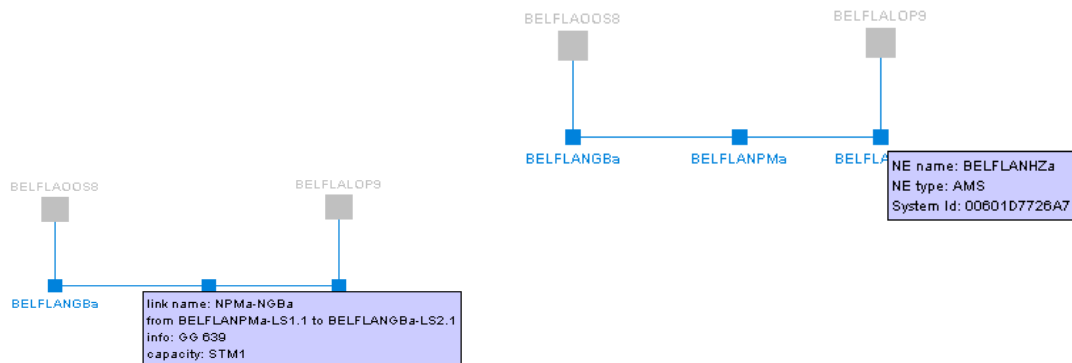 BELFLAOOS8
BELFLALOP9
BELFLANGBa
BELFLANPMa
BELFLA
NE name: BELFLANHZa
NE type: AMS
System Id: 00601D7726A7
BELFLAOOS8
BELFLALOP9
BELFLANGBa
link name: NPMa-NGBa
from BELFLANPMa-LS1.1 to BELFLANGBa-LS2.1
info: GG 639
capacity: STM1